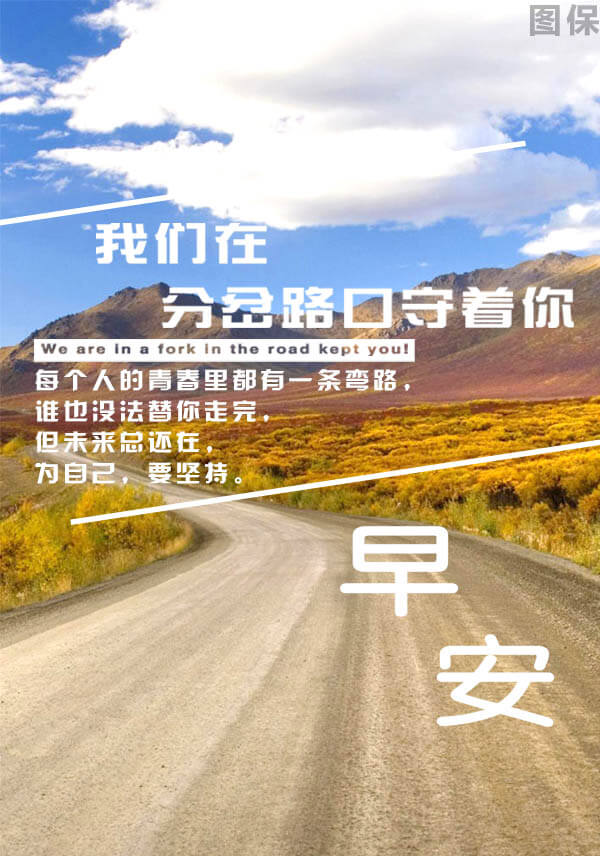 图保
我们在
分岔路口守着你
We are in a fork in the road kept you!
每个人的青春里都有一条弯路，
谁也没法替你走完，
但未来总还在，
为自己，要坚持。
早
安